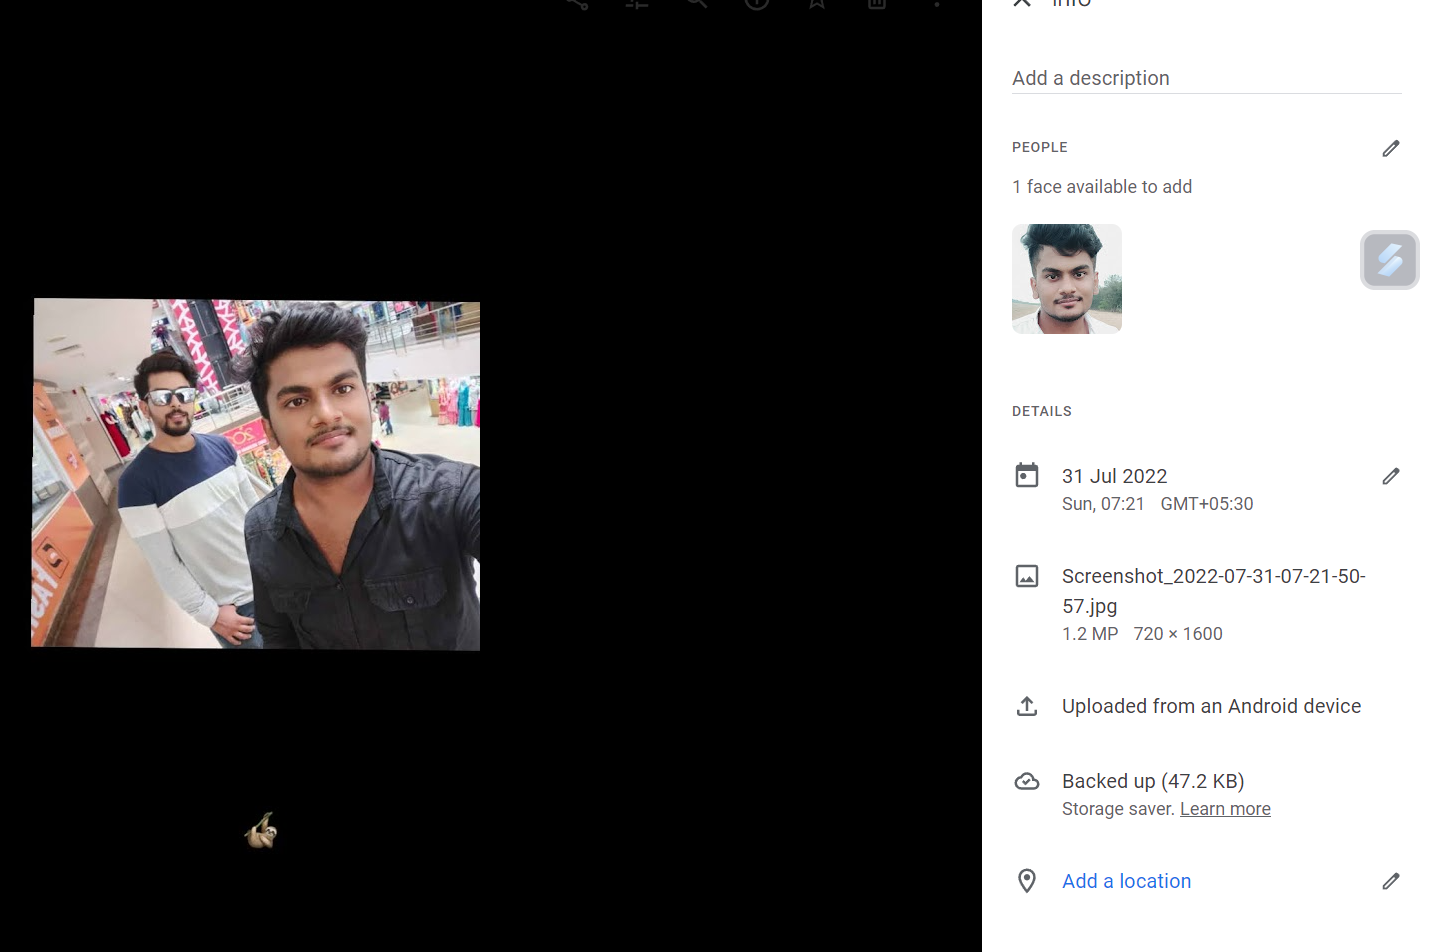 Info
Add a description
PEOPLE
1 face available to add
DETAILS
31 Jul 2022
Sun, 07:21 GMT+05:30
Screenshot_2022-07-31-07-21-50-
57.jpg
1.2 MP 720 × 1600
Uploaded from an Android device
Backed up (47.2 KB)
Storage saver. Learn more
Add a location